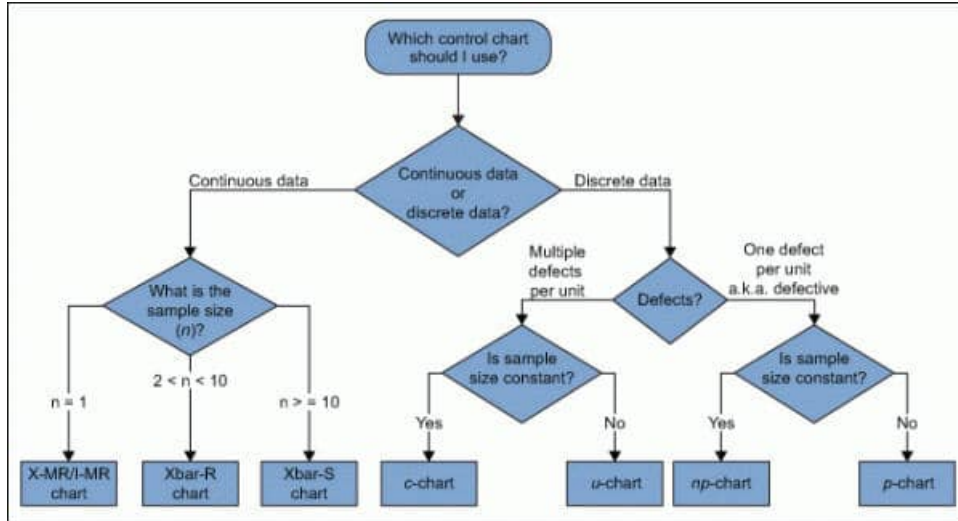 Which control chart
should I use?
Continuous data
Continuous data
or
discrete data?
Discrete data
Multiple
defects
per unit
One defect
per unit
a.k.a. defective
What is the
sample size
(n)?
Defects?
Is sample
size constant?
Is sample
size constant?
n = 1
2 < n < 10
n > = 10
Yes
No
Yes
No
X-MR/I-MR
chart
Xbar-R
chart
Xbar-S
chart
c-chart
u-chart
np-chart
p-chart